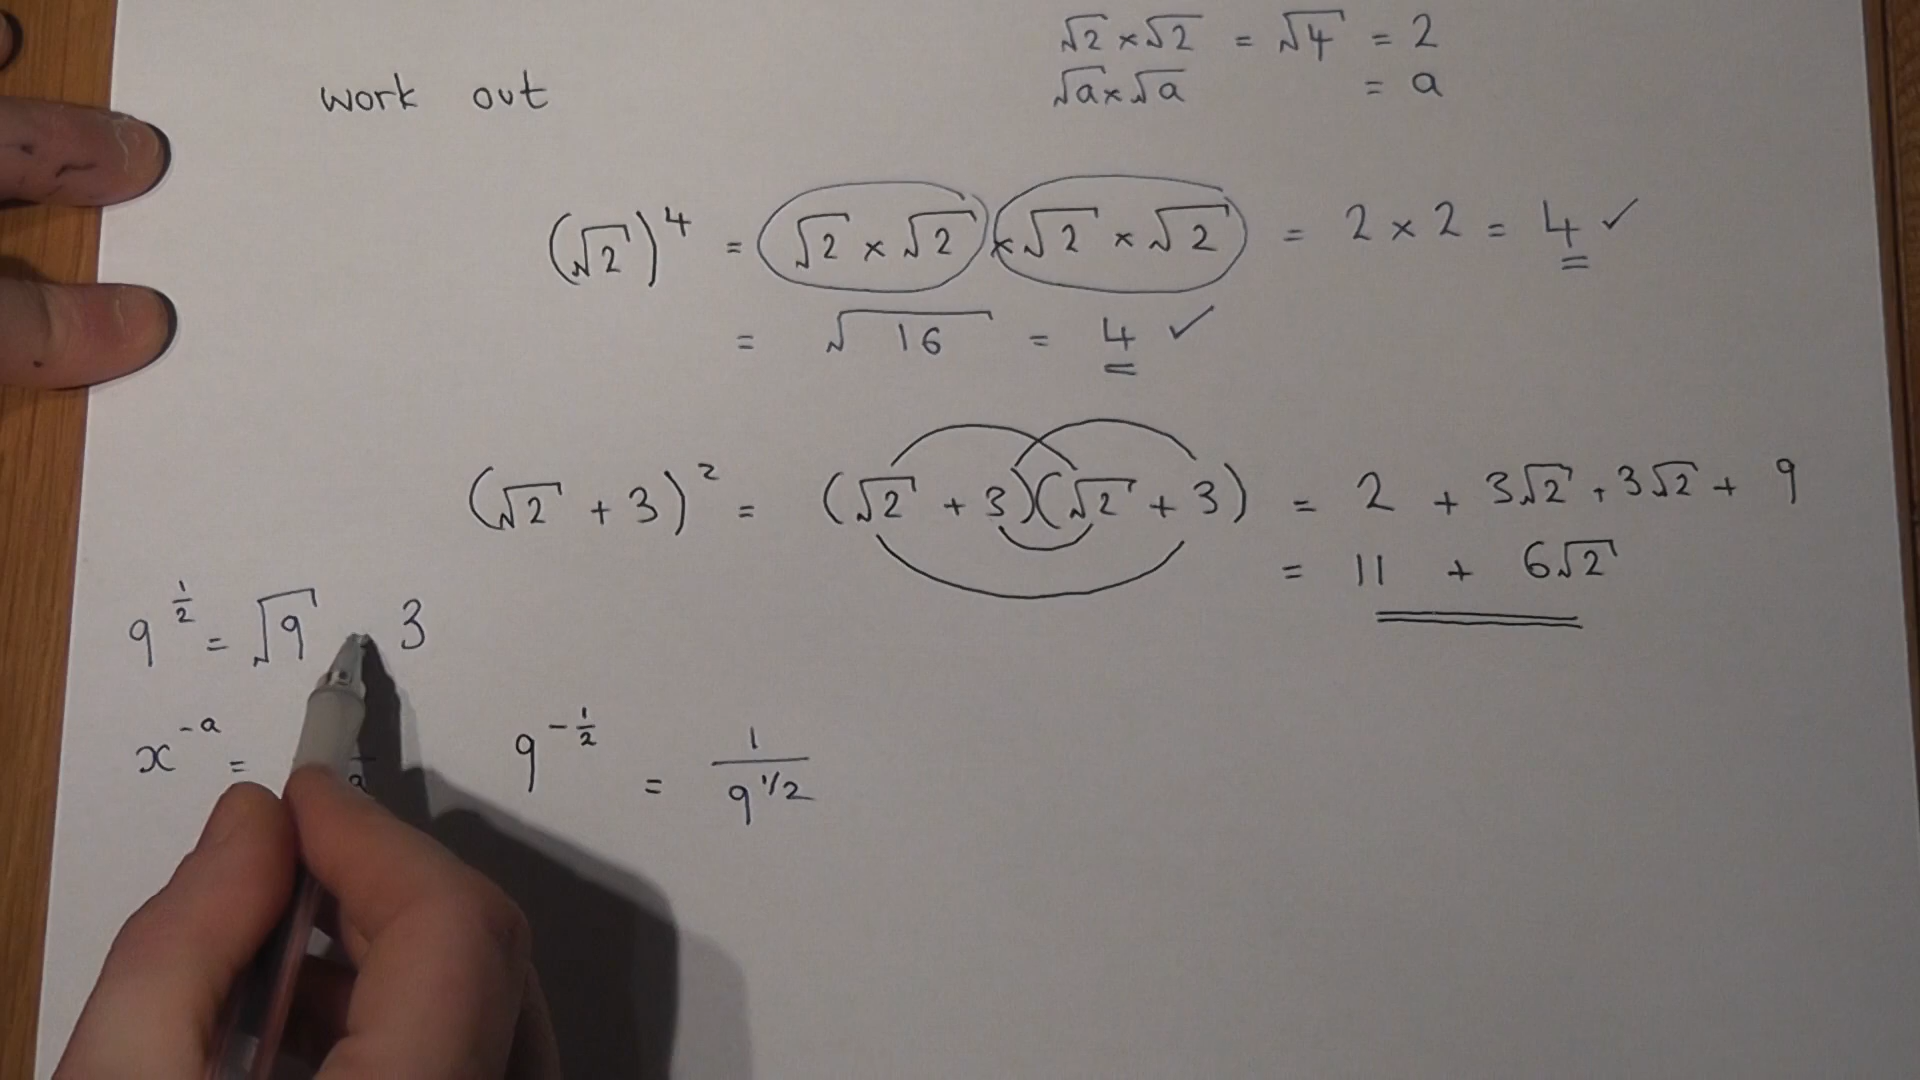 √2 × √2 = √4 = 2
√a × √a = a
work out
(√2)⁴ = √2 × √2 × √2 × √2 = 2 × 2 = 4 ✓
= √16 = 4 ✓
(√2 + 3)² = (√2 + 3)(√2 + 3) = 2 + 3√2 + 3√2 + 9
= 11 + 6√2
9^(1/2) = √9 3
x^(-a) =
9^(-1/2) = 1/9^(1/2)